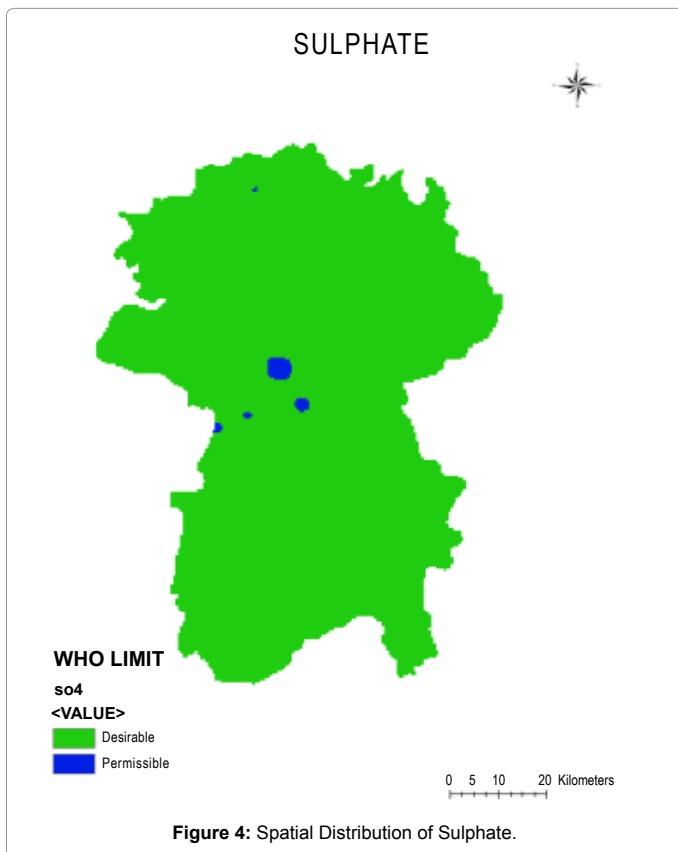 SULPHATE
WHO LIMIT
so4
<VALUE>
Desirable
Permissible
0 5 10 20 Kilometers
Figure 4: Spatial Distribution of Sulphate.